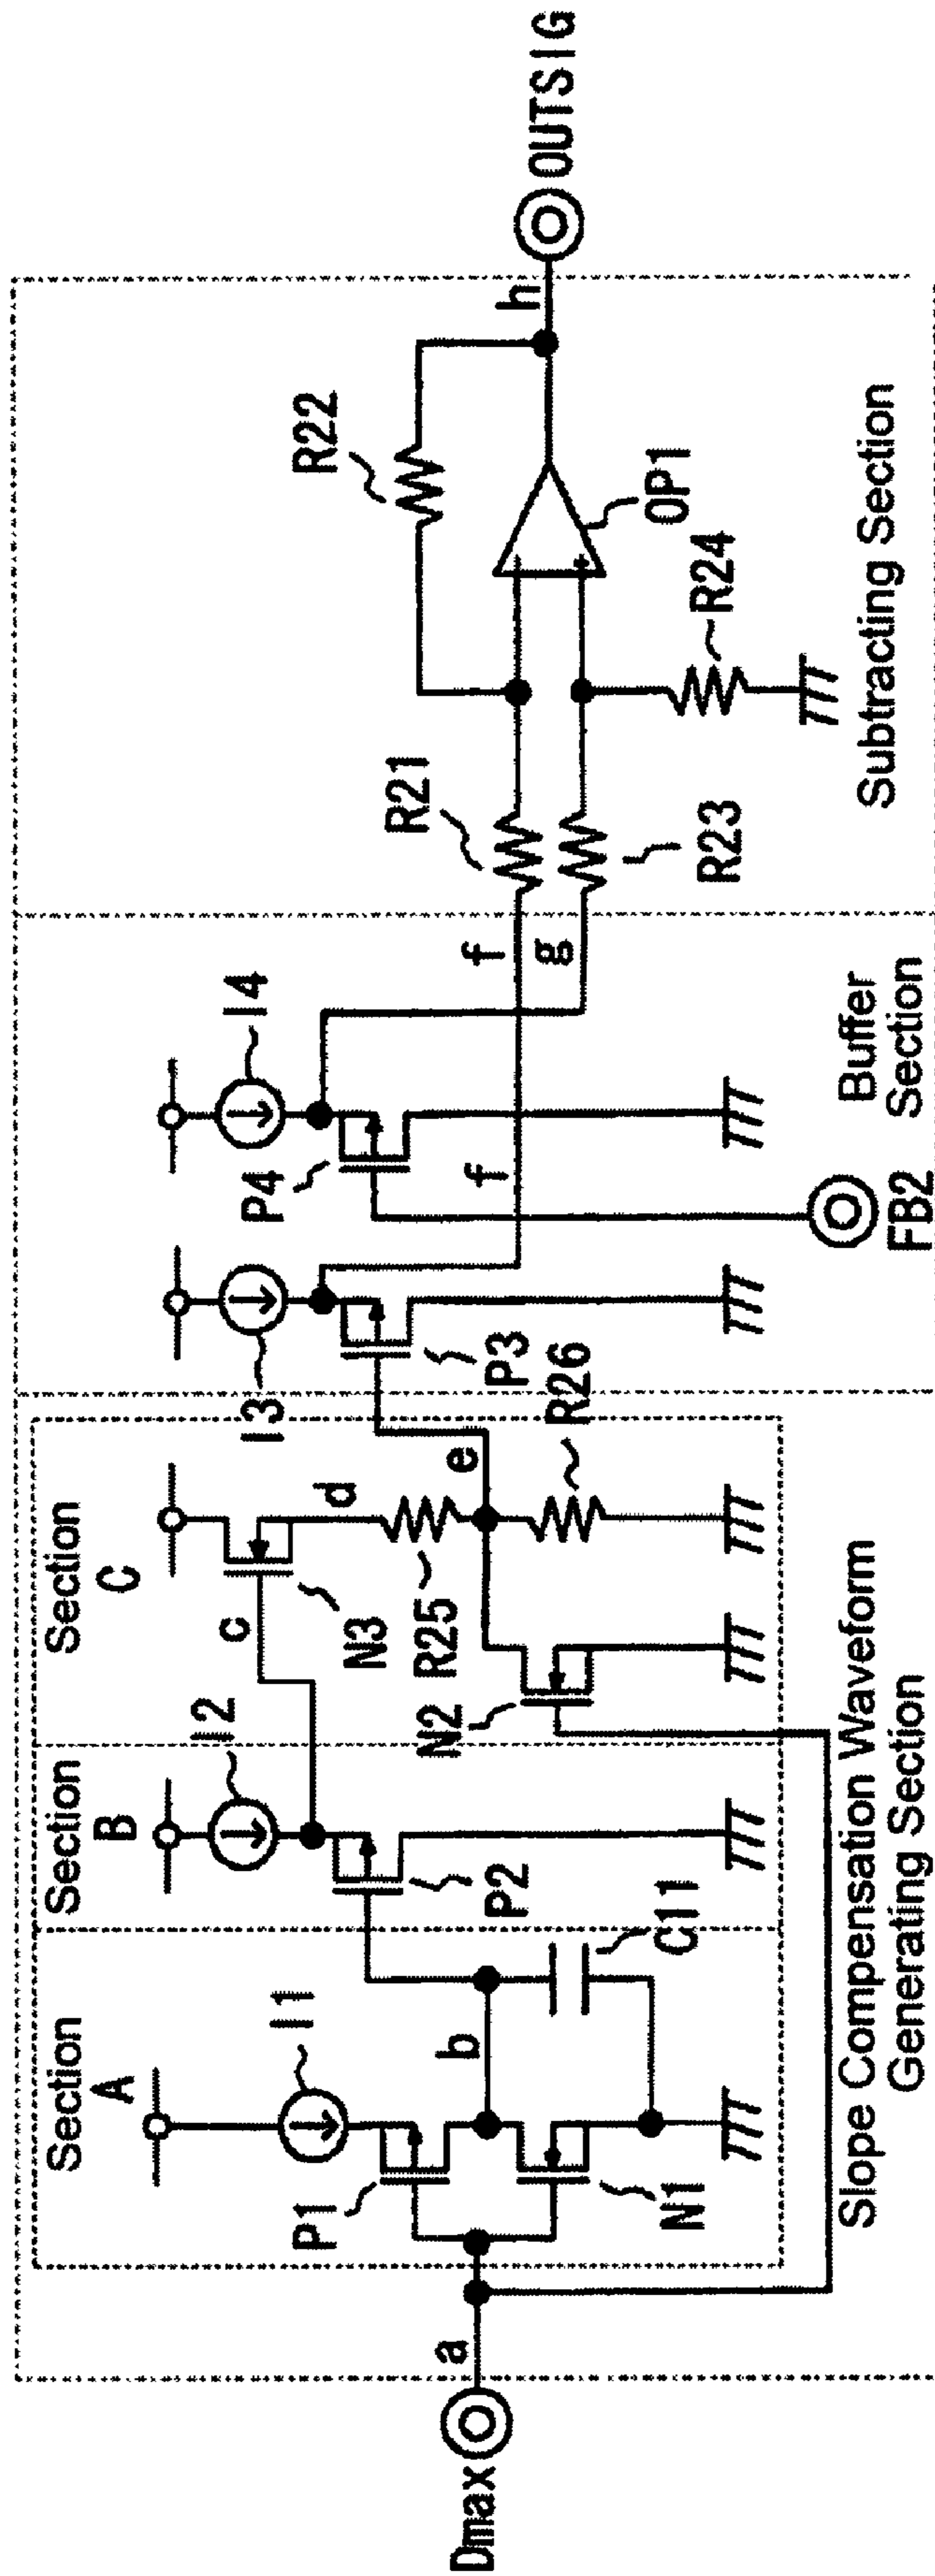 Dmax
a
Section
A
P1
I1
N1
b
C11
Section
B
I2
P2
c
Section
C
N3
d
R25
N2
e
R26
Slope Compensation Waveform
Generating Section
I3
P3
I4
P4
f
f
g
FB2
Buffer
Section
R21
R23
R22
OP1
R24
Subtracting Section
h
OUTSIG